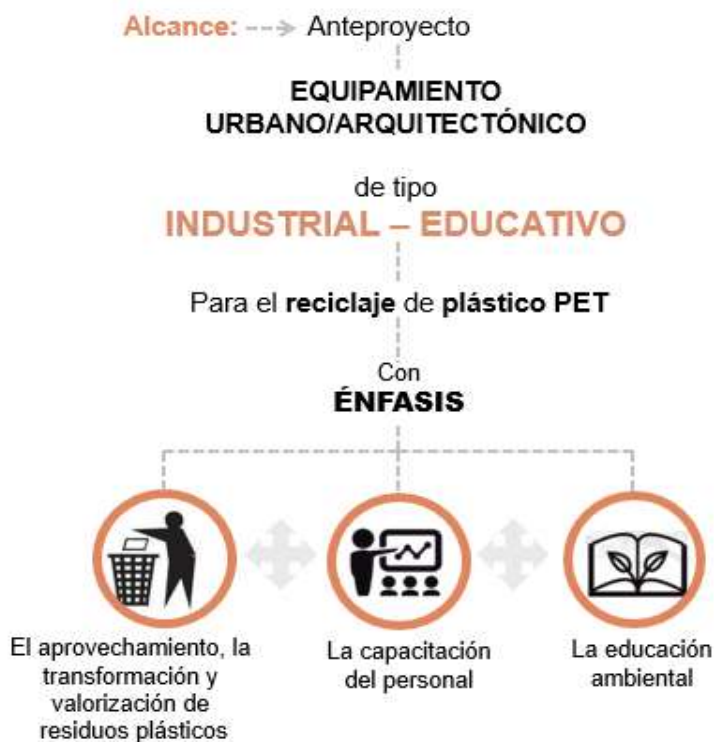 Alcance: Anteproyecto
EQUIPAMIENTO
URBANO/ARQUITECTÓNICO
de tipo
INDUSTRIAL – EDUCATIVO
Para el reciclaje de plástico PET
Con
ÉNFASIS
El aprovechamiento, la
transformación y
valorización de
residuos plásticos
La capacitación
del personal
La educación
ambiental